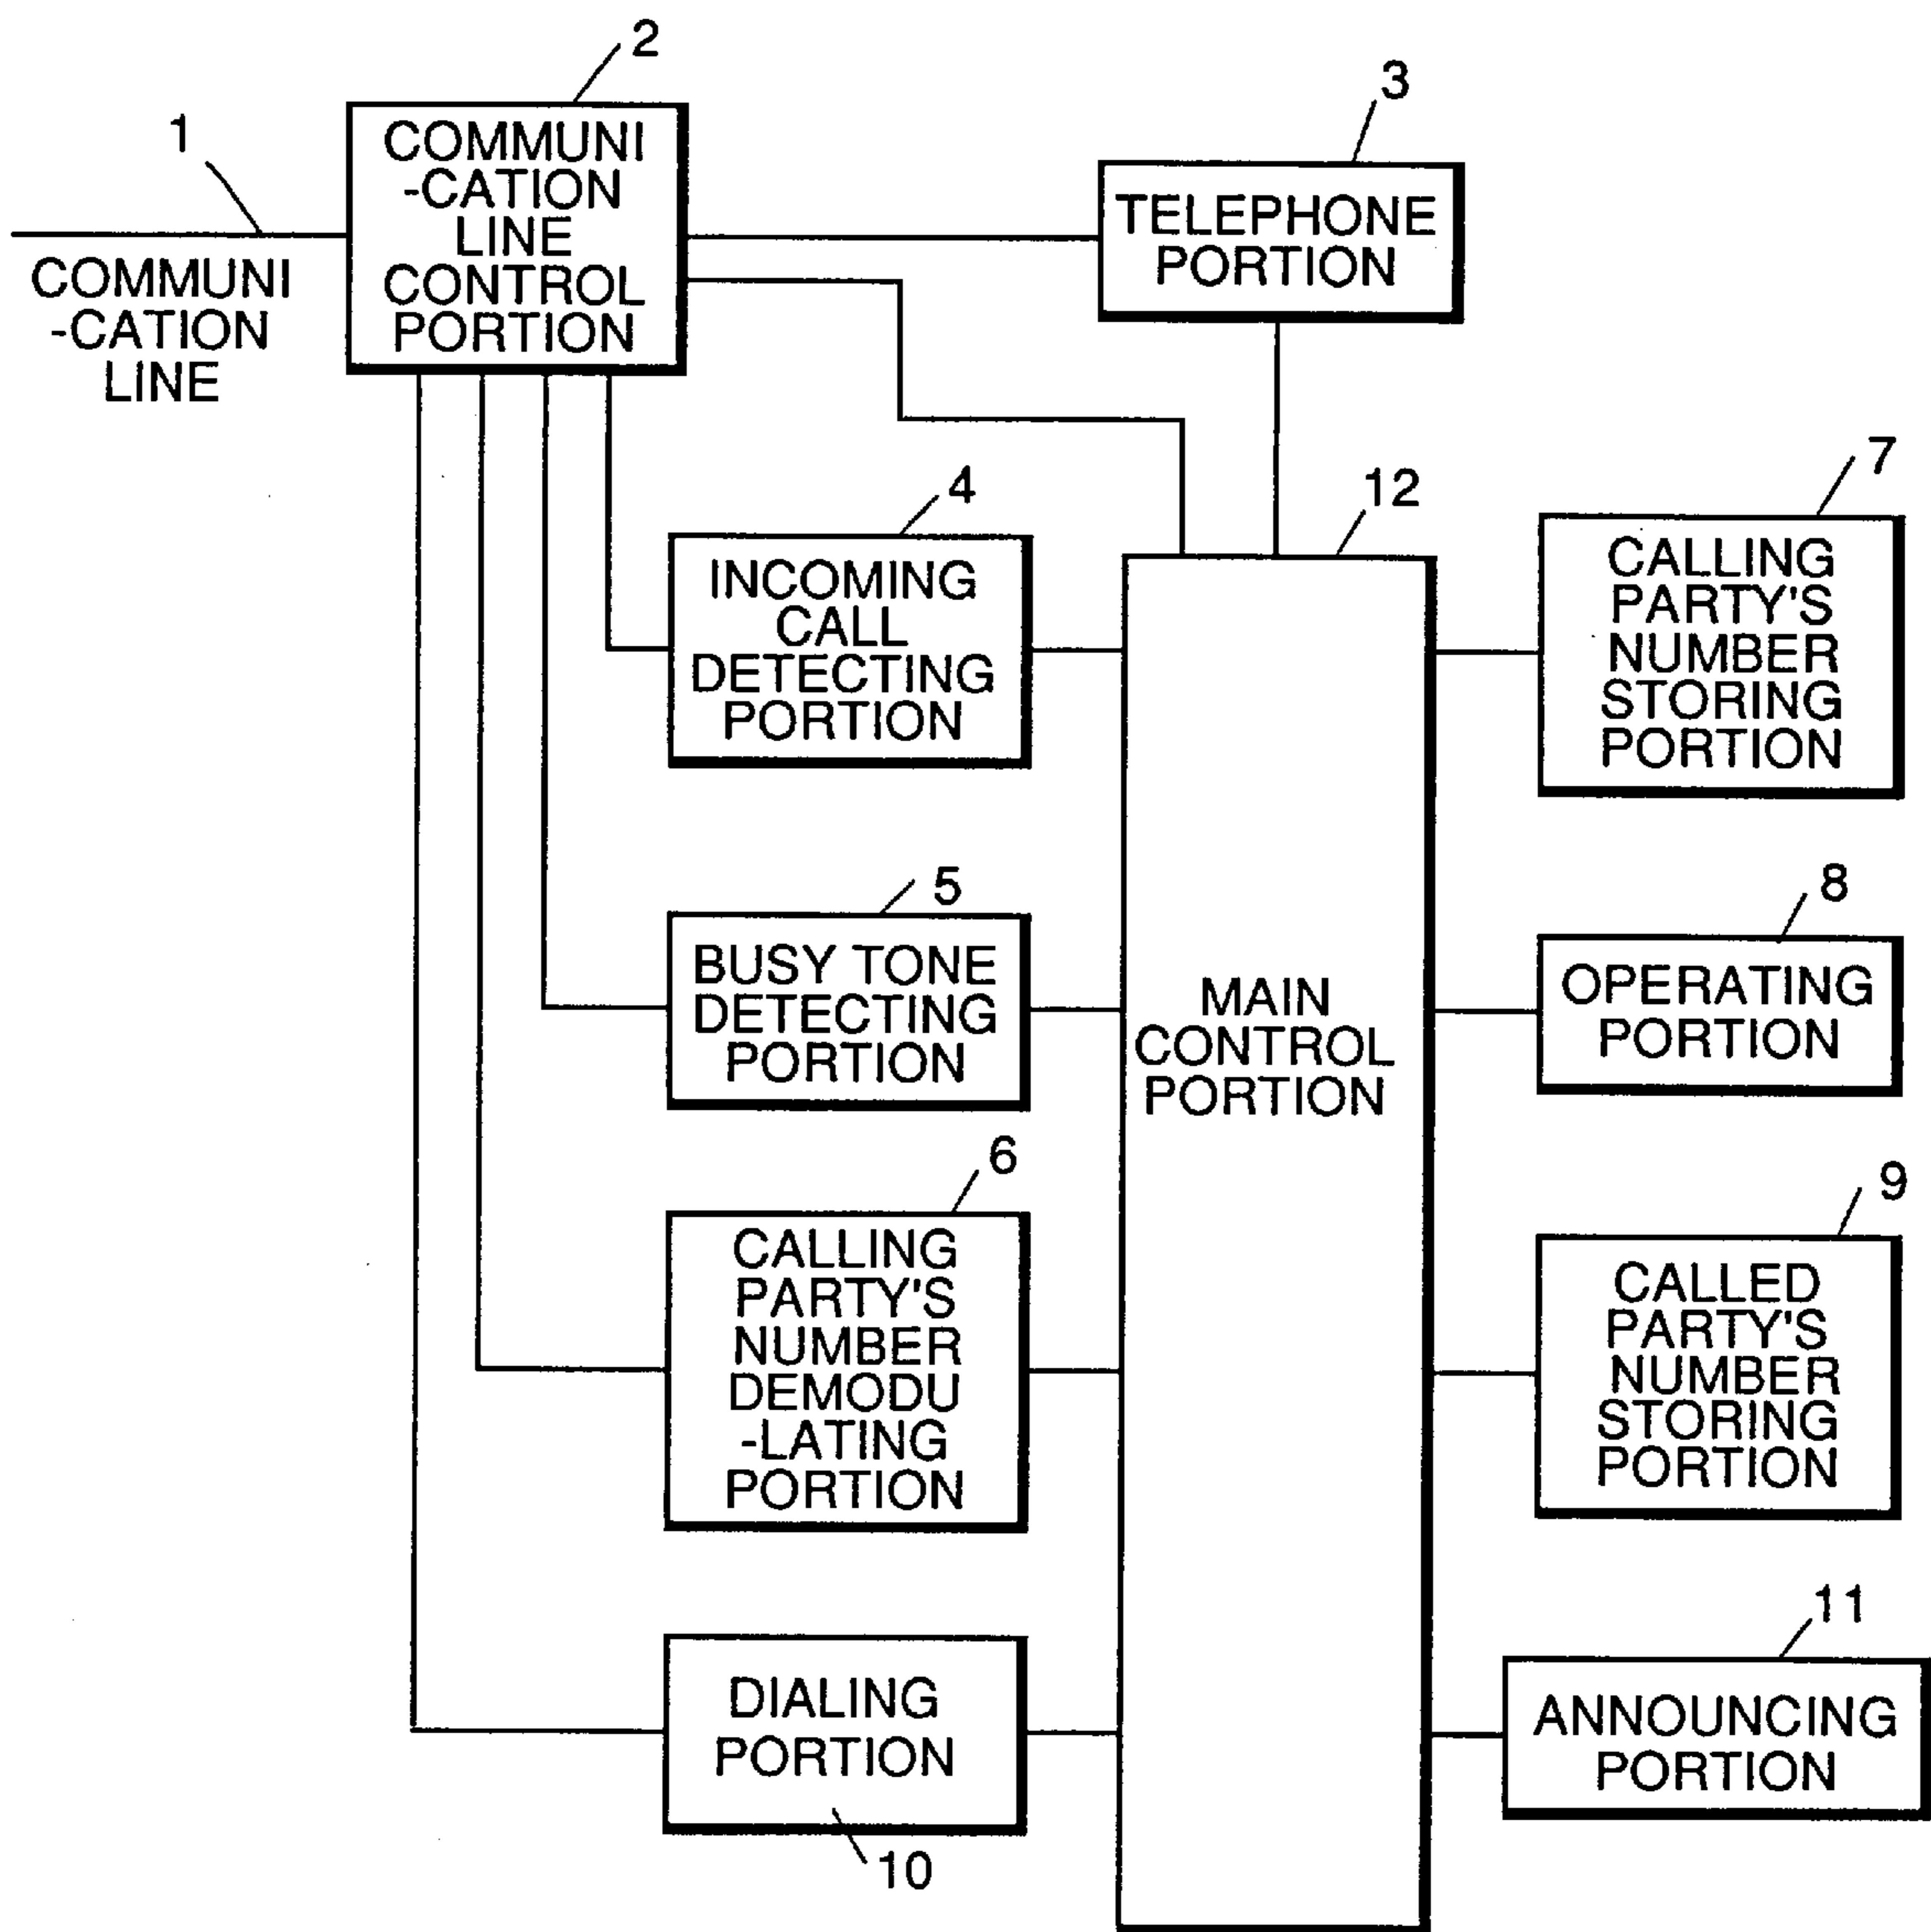 2
1
COMMUNI
-CATION
LINE
CONTROL
PORTION
COMMUNI
-CATION
LINE
3
TELEPHONE
PORTION
4
INCOMING
CALL
DETECTING
PORTION
12
MAIN
CONTROL
PORTION
7
CALLING
PARTY'S
NUMBER
STORING
PORTION
5
BUSY TONE
DETECTING
PORTION
8
OPERATING
PORTION
6
CALLING
PARTY'S
NUMBER
DEMODU
-LATING
PORTION
9
CALLED
PARTY'S
NUMBER
STORING
PORTION
DIALING
PORTION
10
11
ANNOUNCING
PORTION